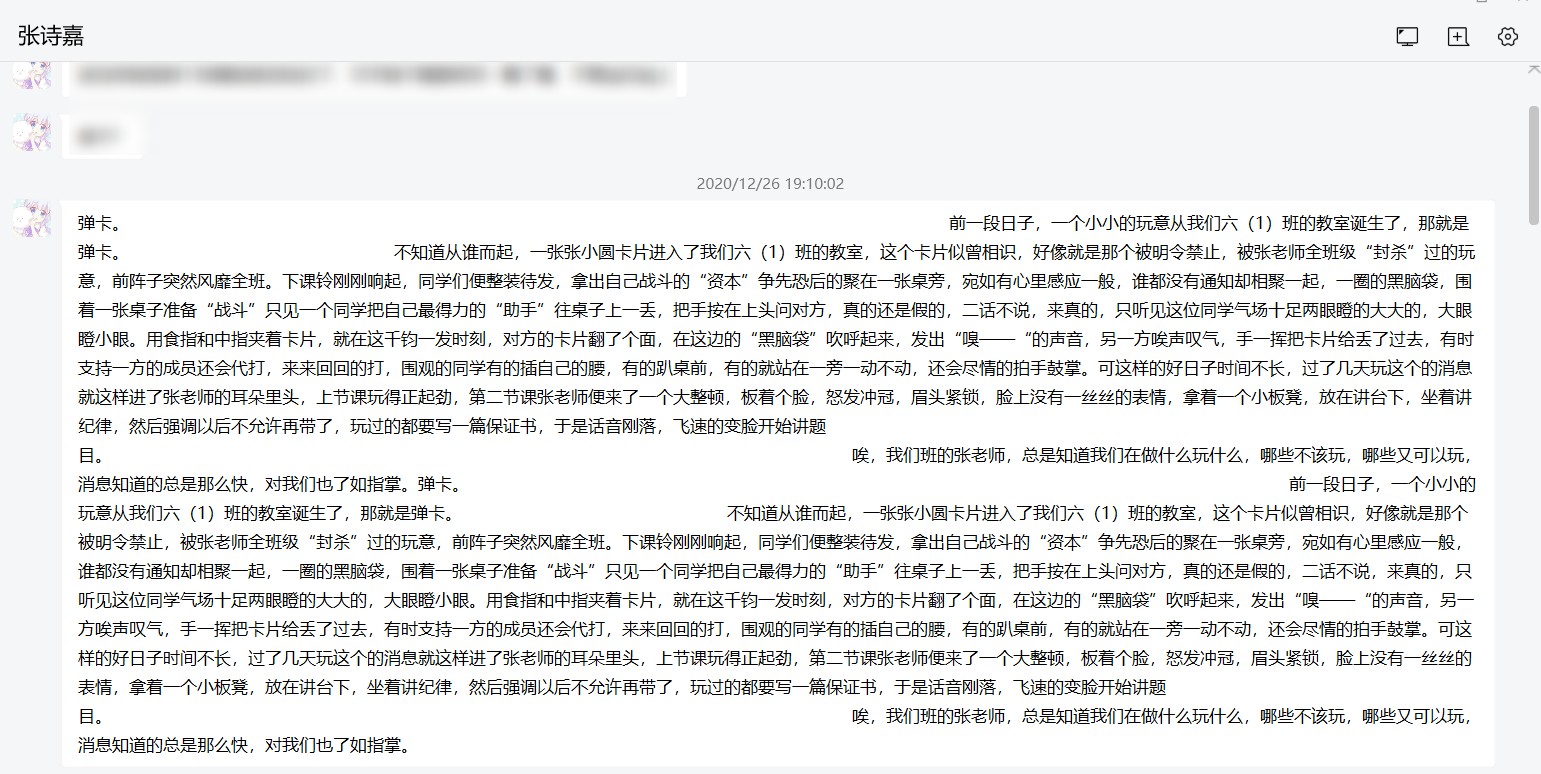 张诗嘉
2020/12/26 19:10:02
弹卡。 前一段日子，一个小小的玩意从我们六（1）班的教室诞生了，那就是
弹卡。 不知道从谁而起，一张张小圆卡片进入了我们六（1）班的教室，这个卡片似曾相识，好像就是那个被明令禁止，被张老师全班级“封杀”过的玩
意，前阵子突然风靡全班。下课铃刚刚响起，同学们便整装待发，拿出自己战斗的“资本”争先恐后的聚在一张桌旁，宛如有心里感应一般，谁都没有通知却相聚一起，一圈的黑脑袋，围
着一张桌子准备“战斗”只见一个同学把自己最得力的“助手”往桌子上一丢，把手按在上头问对方，真的还是假的，二话不说，来真的，只听见这位同学气场十足两眼瞪的大大的，大眼
瞪小眼。用食指和中指夹着卡片，就在这千钧一发时刻，对方的卡片翻了个面，在这边的“黑脑袋”吹呼起来，发出“嗅——“的声音，另一方唉声叹气，手一挥把卡片给丢了过去，有时
支持一方的成员还会代打，来来回回的打，围观的同学有的插自己的腰，有的趴桌前，有的就站在一旁一动不动，还会尽情的拍手鼓掌。可这样的好日子时间不长，过了几天玩这个的消息
就这样进了张老师的耳朵里头，上节课玩得正起劲，第二节课张老师便来了一个大整顿，板着个脸，怒发冲冠，眉头紧锁，脸上没有一丝丝的表情，拿着一个小板凳，放在讲台下，坐着讲
纪律，然后强调以后不允许再带了，玩过的都要写一篇保证书，于是话音刚落，飞速的变脸开始讲题
目。 唉，我们班的张老师，总是知道我们在做什么玩什么，哪些不该玩，哪些又可以玩，
消息知道的总是那么快，对我们也了如指掌。弹卡。 前一段日子，一个小小的
玩意从我们六（1）班的教室诞生了，那就是弹卡。 不知道从谁而起，一张张小圆卡片进入了我们六（1）班的教室，这个卡片似曾相识，好像就是那个
被明令禁止，被张老师全班级“封杀”过的玩意，前阵子突然风靡全班。下课铃刚刚响起，同学们便整装待发，拿出自己战斗的“资本”争先恐后的聚在一张桌旁，宛如有心里感应一般，
谁都没有通知却相聚一起，一圈的黑脑袋，围着一张桌子准备“战斗”只见一个同学把自己最得力的“助手”往桌子上一丢，把手按在上头问对方，真的还是假的，二话不说，来真的，只
听见这位同学气场十足两眼瞪的大大的，大眼瞪小眼。用食指和中指夹着卡片，就在这千钧一发时刻，对方的卡片翻了个面，在这边的“黑脑袋”吹呼起来，发出“嗅——“的声音，另一
方唉声叹气，手一挥把卡片给丢了过去，有时支持一方的成员还会代打，来来回回的打，围观的同学有的插自己的腰，有的趴桌前，有的就站在一旁一动不动，还会尽情的拍手鼓掌。可这
样的好日子时间不长，过了几天玩这个的消息就这样进了张老师的耳朵里头，上节课玩得正起劲，第二节课张老师便来了一个大整顿，板着个脸，怒发冲冠，眉头紧锁，脸上没有一丝丝的
表情，拿着一个小板凳，放在讲台下，坐着讲纪律，然后强调以后不允许再带了，玩过的都要写一篇保证书，于是话音刚落，飞速的变脸开始讲题
目。 唉，我们班的张老师，总是知道我们在做什么玩什么，哪些不该玩，哪些又可以玩，
消息知道的总是那么快，对我们也了如指掌。